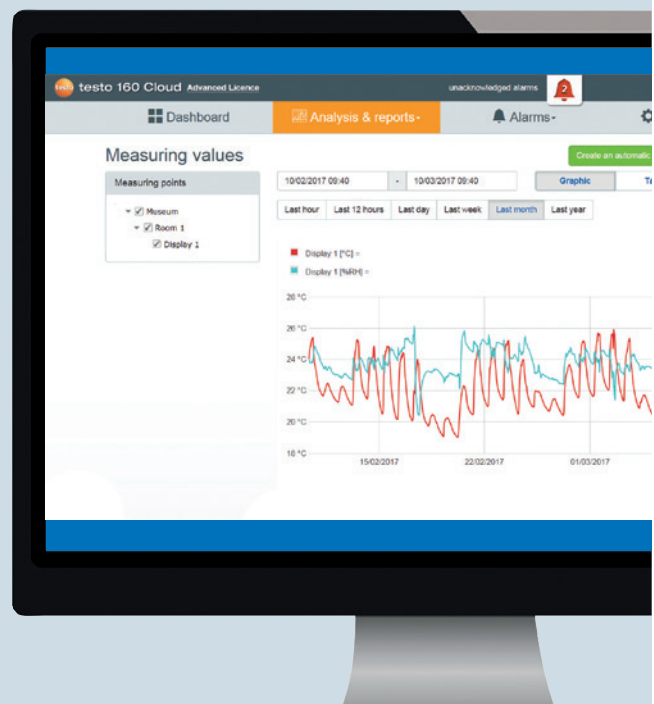 testo
testo 160 Cloud Advanced Licence
unacknowledged alarms
2
Dashboard
Analysis & reports
Alarms
Measuring values
Create an automatic
Measuring points
10/02/2017 09:40 - 10/03/2017 09:40
Graphic
Ta
Museum
Last hour
Last 12 hours
Last day
Last week
Last month
Last year
Room 1
Display 1
Display 1 [°C] =
Display 1 [%RH] =
28 °C
26 °C
24 °C
22 °C
20 °C
18 °C
15/02/2017
22/02/2017
01/03/2017